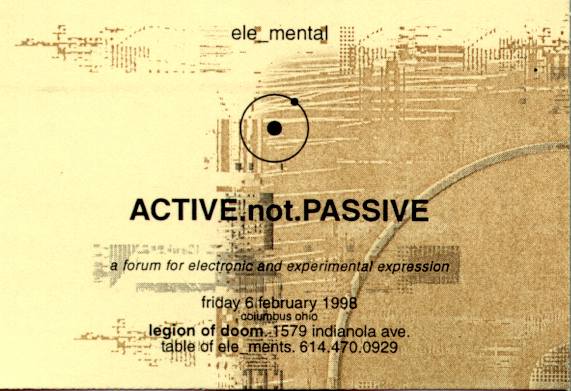 ele_mental
ACTIVE.not.PASSIVE
a forum for electronic and experimental expression
friday 6 february 1998
columbus ohio
legion of doom. 1579 indianola ave.
table of ele_ments. 614.470.0929